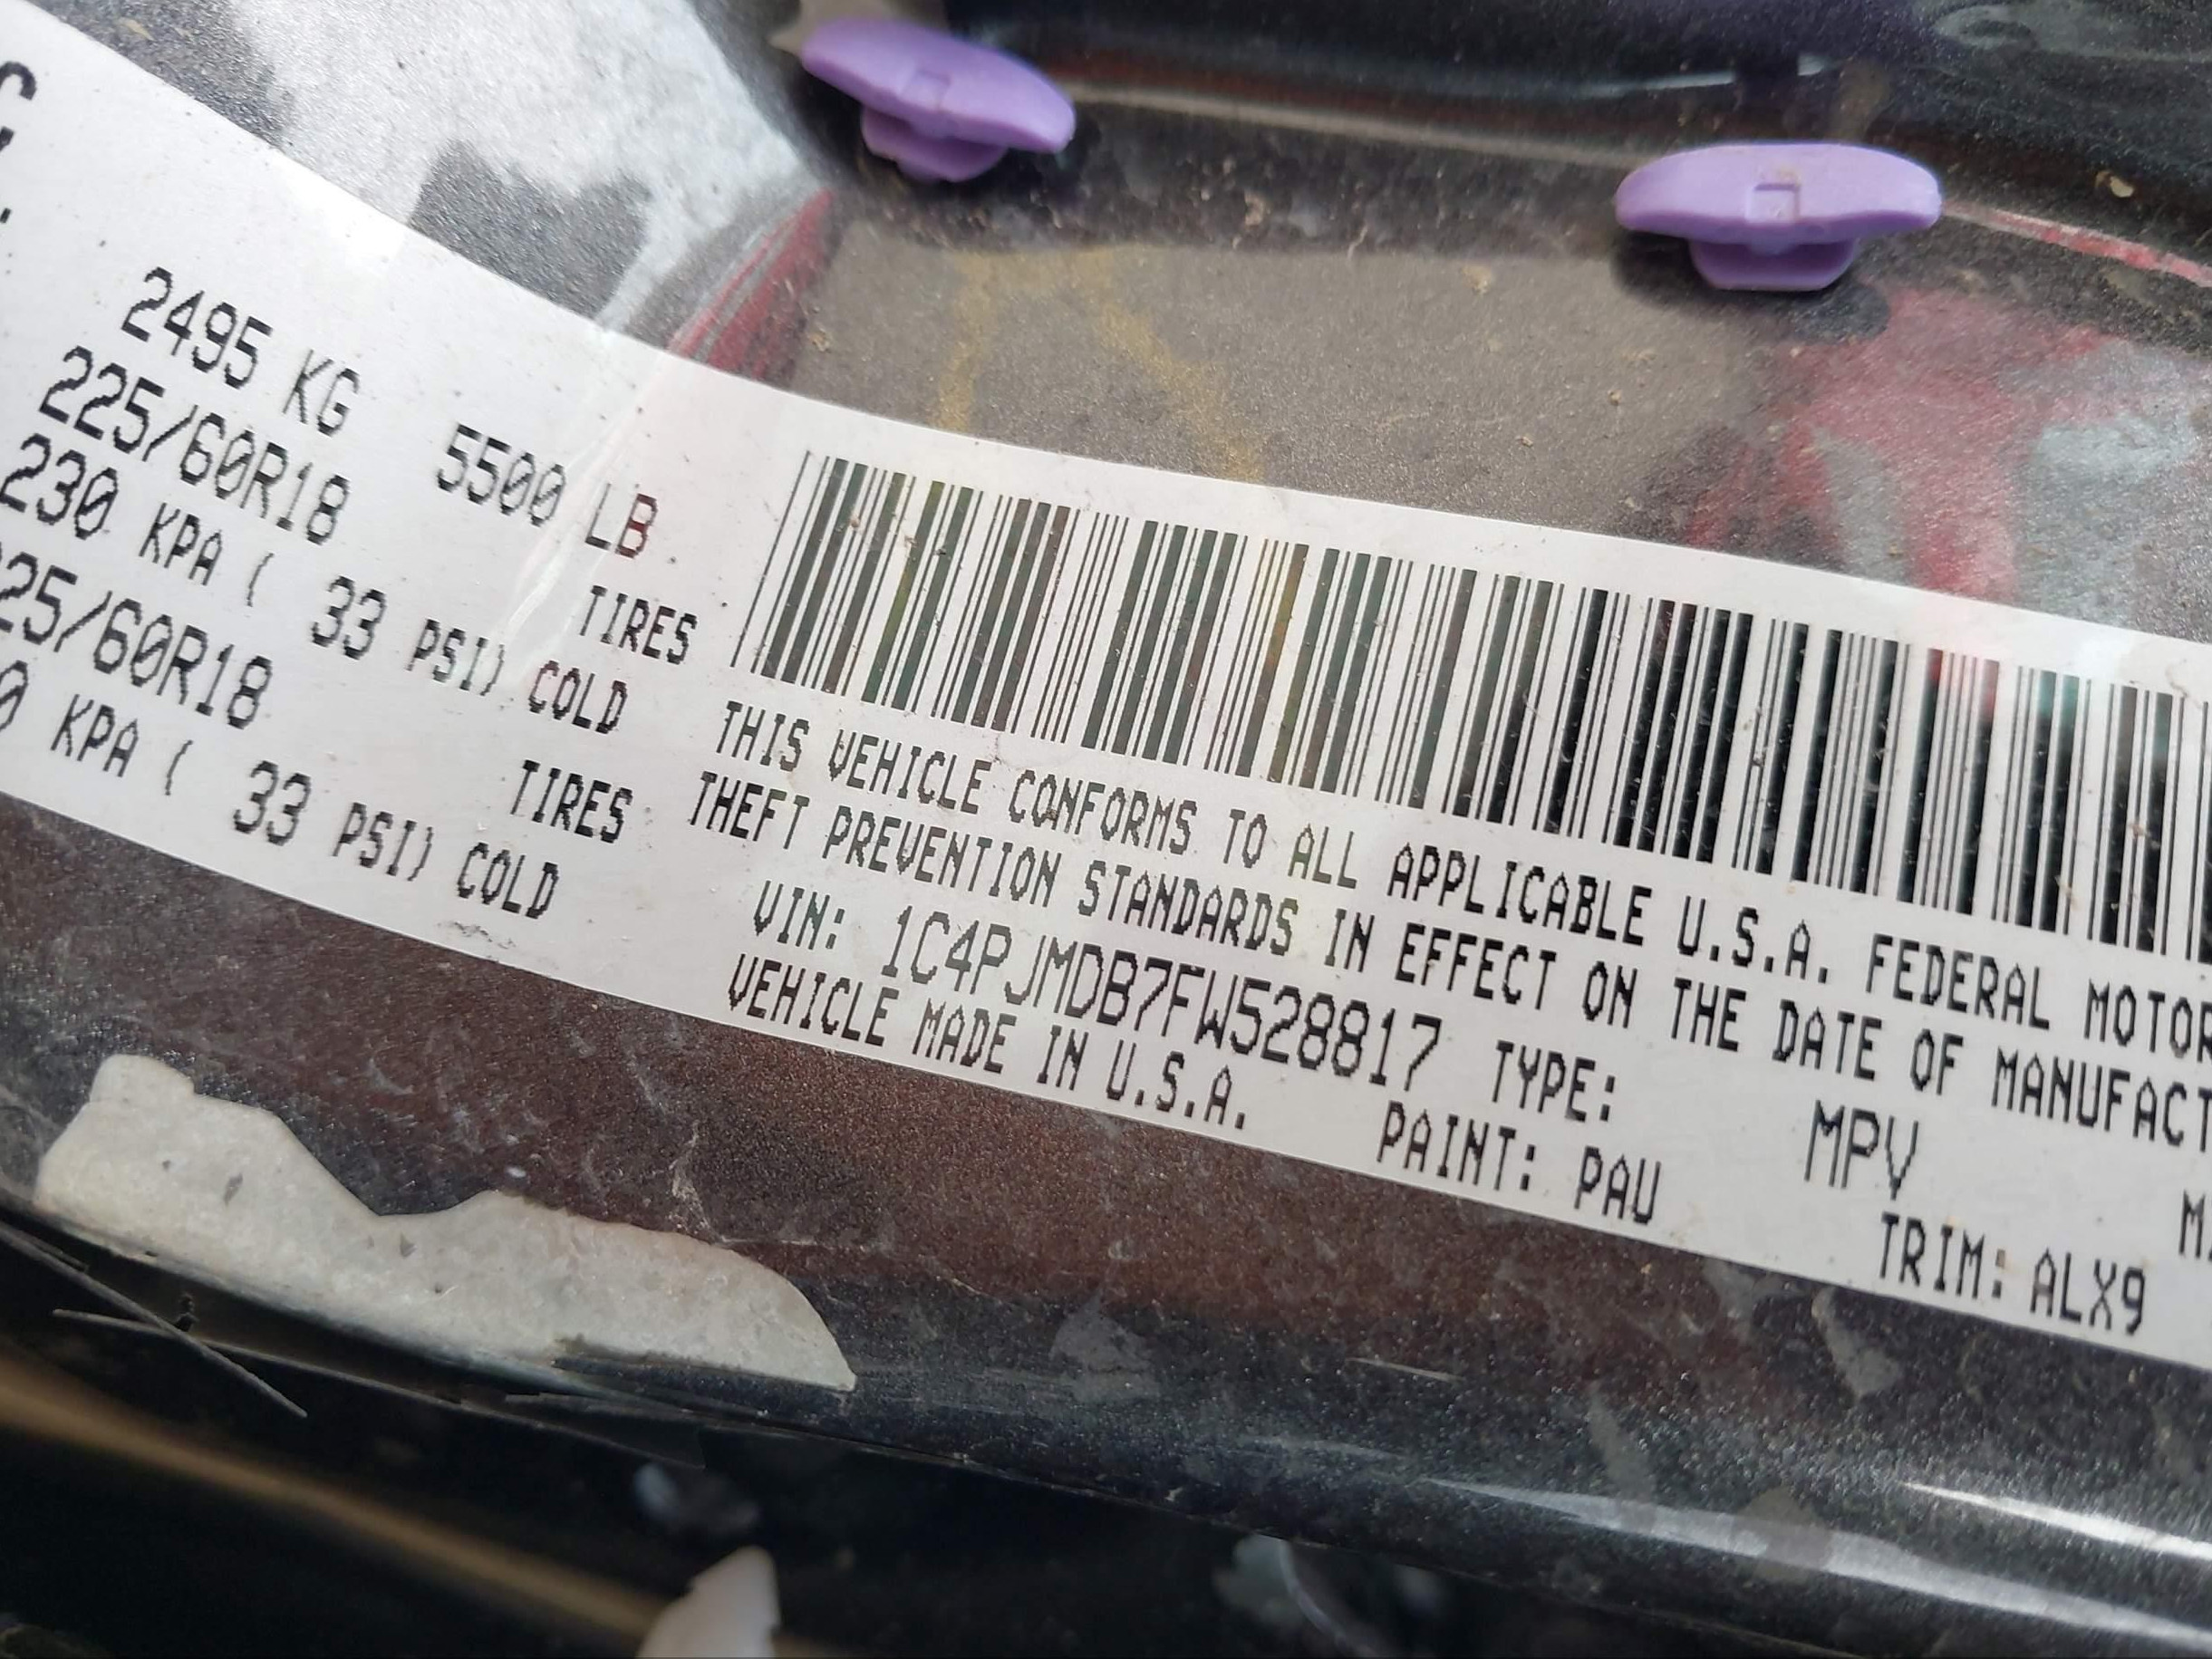 2495 KG 5500 LB
225/60R18 TIRES
230 KPA ( 33 PSI) COLD
25/60R18 TIRES
0 KPA ( 33 PSI) COLD
THIS VEHICLE CONFORMS TO ALL APPLICABLE U.S.A. FEDERAL MOTOR
THEFT PREVENTION STANDARDS IN EFFECT ON THE DATE OF MANUFACT
VIN: 1C4PJMDB7FW528817 TYPE: MPV
VEHICLE MADE IN U.S.A. PAINT: PAU TRIM: ALX9